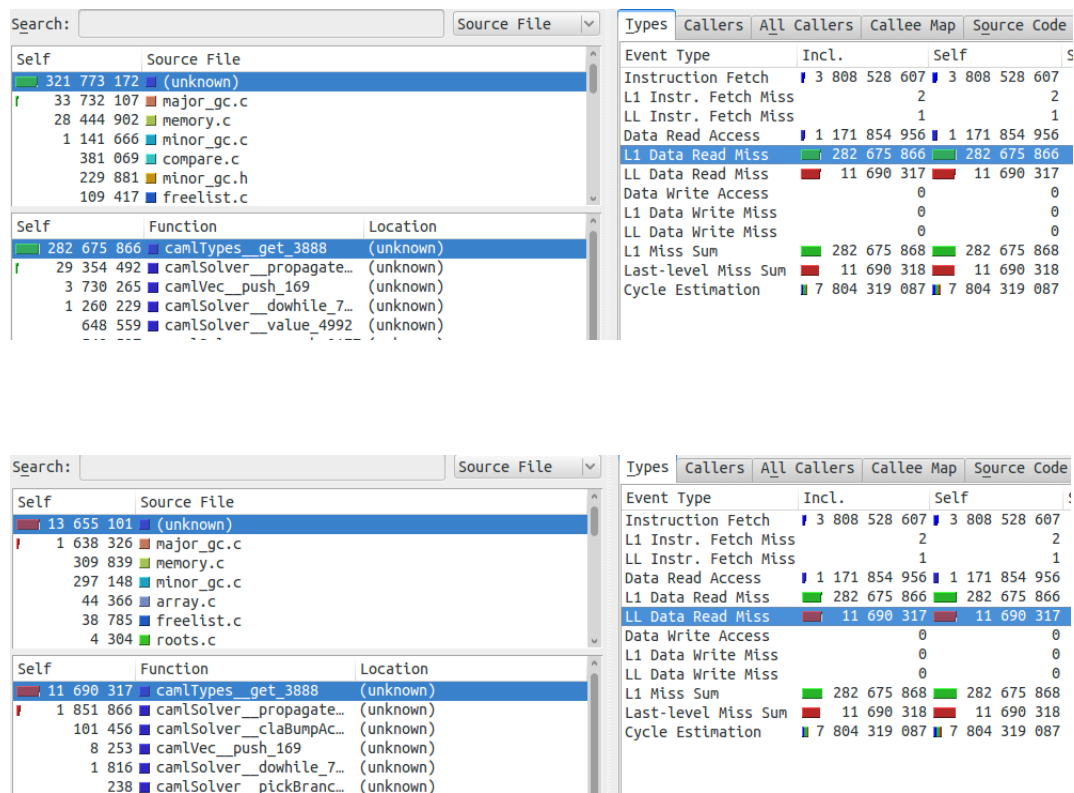 Search: Source File
Self Source File
321 773 172 (unknown)
33 732 107 major_gc.c
28 444 902 memory.c
1 141 666 minor_gc.c
381 069 compare.c
229 881 minor_gc.h
109 417 freelist.c
Self Function Location
282 675 866 camlTypes__get_3888 (unknown)
29 354 492 camlSolver__propagate… (unknown)
3 730 265 camlVec__push_169 (unknown)
1 260 229 camlSolver__dowhile_7… (unknown)
648 559 camlSolver__value_4992 (unknown)
Types Callers All Callers Callee Map Source Code
Event Type Incl. Self S
Instruction Fetch 3 808 528 607 3 808 528 607
L1 Instr. Fetch Miss 2 2
LL Instr. Fetch Miss 1 1
Data Read Access 1 171 854 956 1 171 854 956
L1 Data Read Miss 282 675 866 282 675 866
LL Data Read Miss 11 690 317 11 690 317
Data Write Access 0 0
L1 Data Write Miss 0 0
LL Data Write Miss 0 0
L1 Miss Sum 282 675 868 282 675 868
Last-level Miss Sum 11 690 318 11 690 318
Cycle Estimation 7 804 319 087 7 804 319 087
Search: Source File
Self Source File
13 655 101 (unknown)
1 638 326 major_gc.c
309 839 memory.c
297 148 minor_gc.c
44 366 array.c
38 785 freelist.c
4 304 roots.c
Self Function Location
11 690 317 camlTypes__get_3888 (unknown)
1 851 866 camlSolver__propagate… (unknown)
101 456 camlSolver__claBumpAc… (unknown)
8 253 camlVec__push_169 (unknown)
1 816 camlSolver__dowhile_7… (unknown)
238 camlSolver__pickBranc… (unknown)
Types Callers All Callers Callee Map Source Code
Event Type Incl. Self S
Instruction Fetch 3 808 528 607 3 808 528 607
L1 Instr. Fetch Miss 2 2
LL Instr. Fetch Miss 1 1
Data Read Access 1 171 854 956 1 171 854 956
L1 Data Read Miss 282 675 866 282 675 866
LL Data Read Miss 11 690 317 11 690 317
Data Write Access 0 0
L1 Data Write Miss 0 0
LL Data Write Miss 0 0
L1 Miss Sum 282 675 868 282 675 868
Last-level Miss Sum 11 690 318 11 690 318
Cycle Estimation 7 804 319 087 7 804 319 087